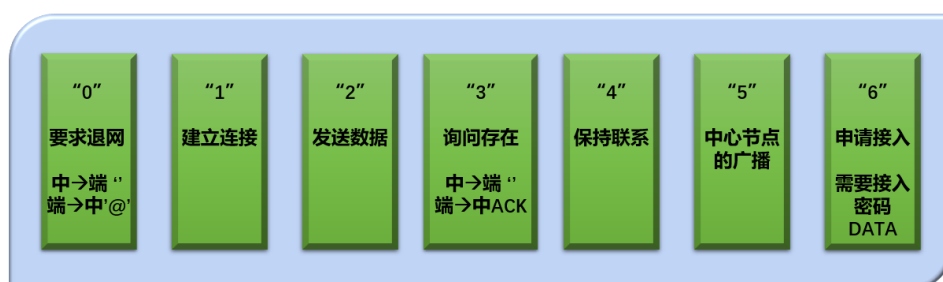 “0”
要求退网
中→端 ‘’
端→中’@’
“1”
建立连接
“2”
发送数据
“3”
询问存在
中→端 ‘’
端→中ACK
“4”
保持联系
“5”
中心节点
的广播
“6”
申请接入
需要接入
密码
DATA